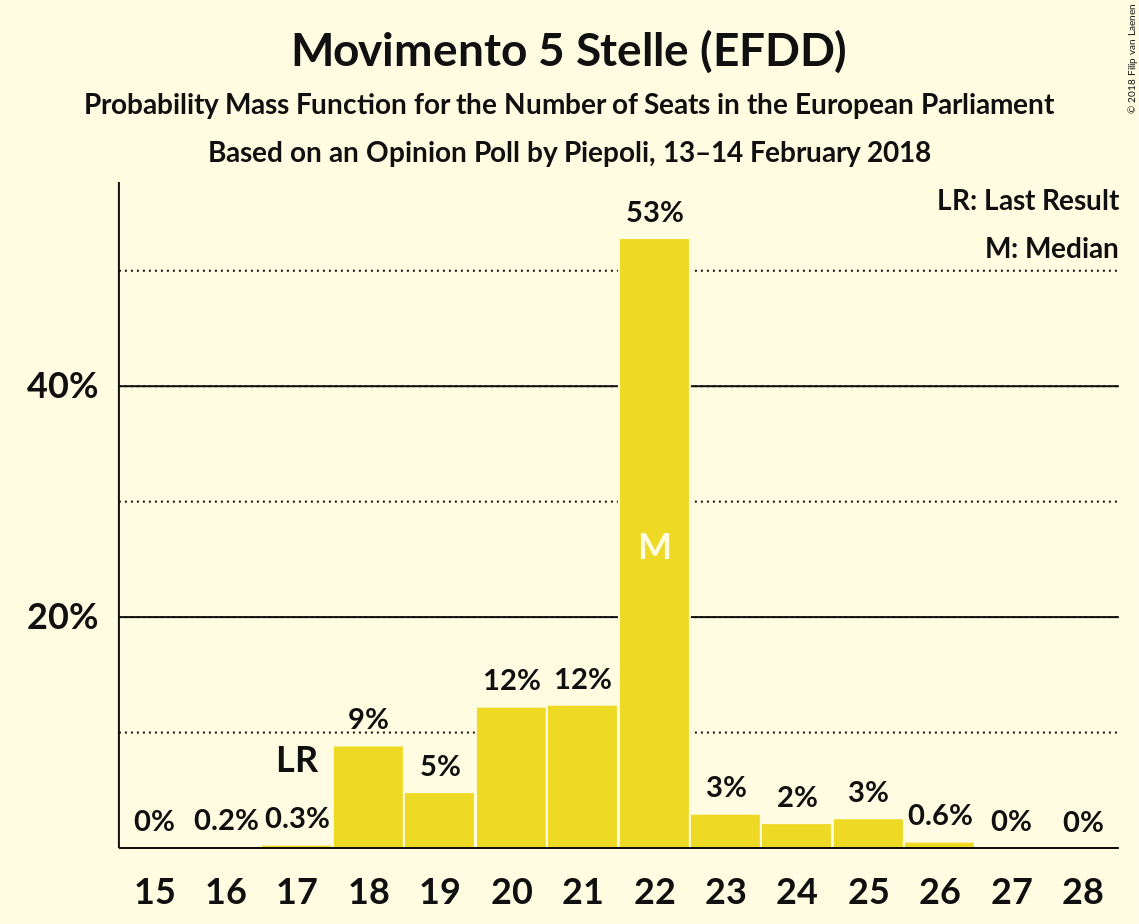 Movimento 5 Stelle (EFDD)
Probability Mass Function for the Number of Seats in the European Parliament
Based on an Opinion Poll by Piepoli, 13–14 February 2018
© 2018 Filip van Laenen
LR: Last Result
M: Median
53%
40%
M
20%
12% 12%
9%
LR
5%
3%
2%
3%
0% 0.2% 0.3%
0.6% 0% 0%
15 16 17 18 19 20 21 22 23 24 25 26 27 28